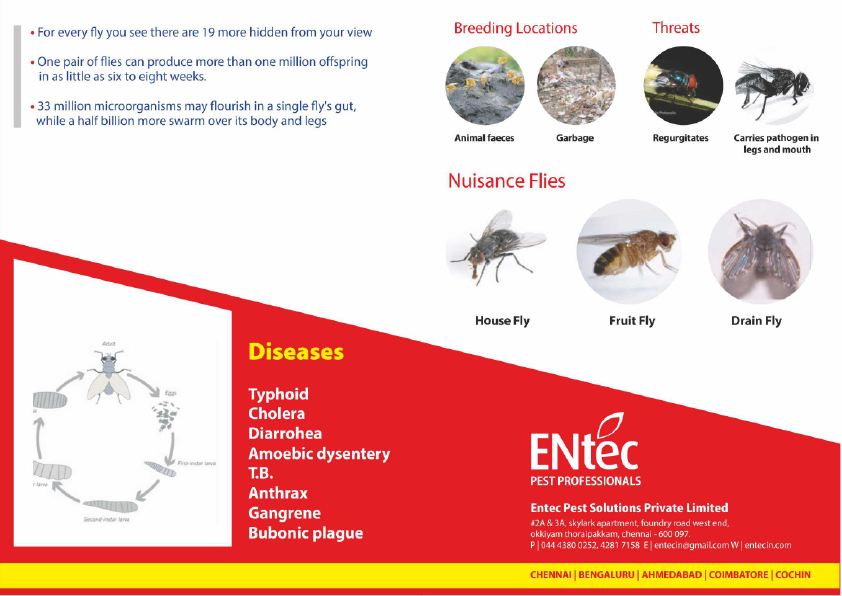 • For every fly you see there are 19 more hidden from your view
• One pair of flies can produce more than one million offspring
in as little as six to eight weeks.
• 33 million microorganisms may flourish in a single fly's gut,
while a half billion more swarm over its body and legs
Breeding Locations
Threats
Animal faeces
Garbage
Regurgitates
Carries pathogen in
legs and mouth
Nuisance Flies
House Fly
Fruit Fly
Drain Fly
Adult
Eggs
First-instar larva
Second-instar larva
Diseases
Typhoid
Cholera
Diarrohea
Amoebic dysentery
T.B.
Anthrax
Gangrene
Bubonic plague
ENtec
PEST PROFESSIONALS
Entec Pest Solutions Private Limited
#2A & 3A, skylark apartment, foundry road west end,
okkiyam thoraipakkam, chennai - 600 097.
P | 044 4380 0252, 4281 7158 E | entecin@gmail.com W | entecin.com
CHENNAI | BENGALURU | AHMEDABAD | COIMBATORE | COCHIN